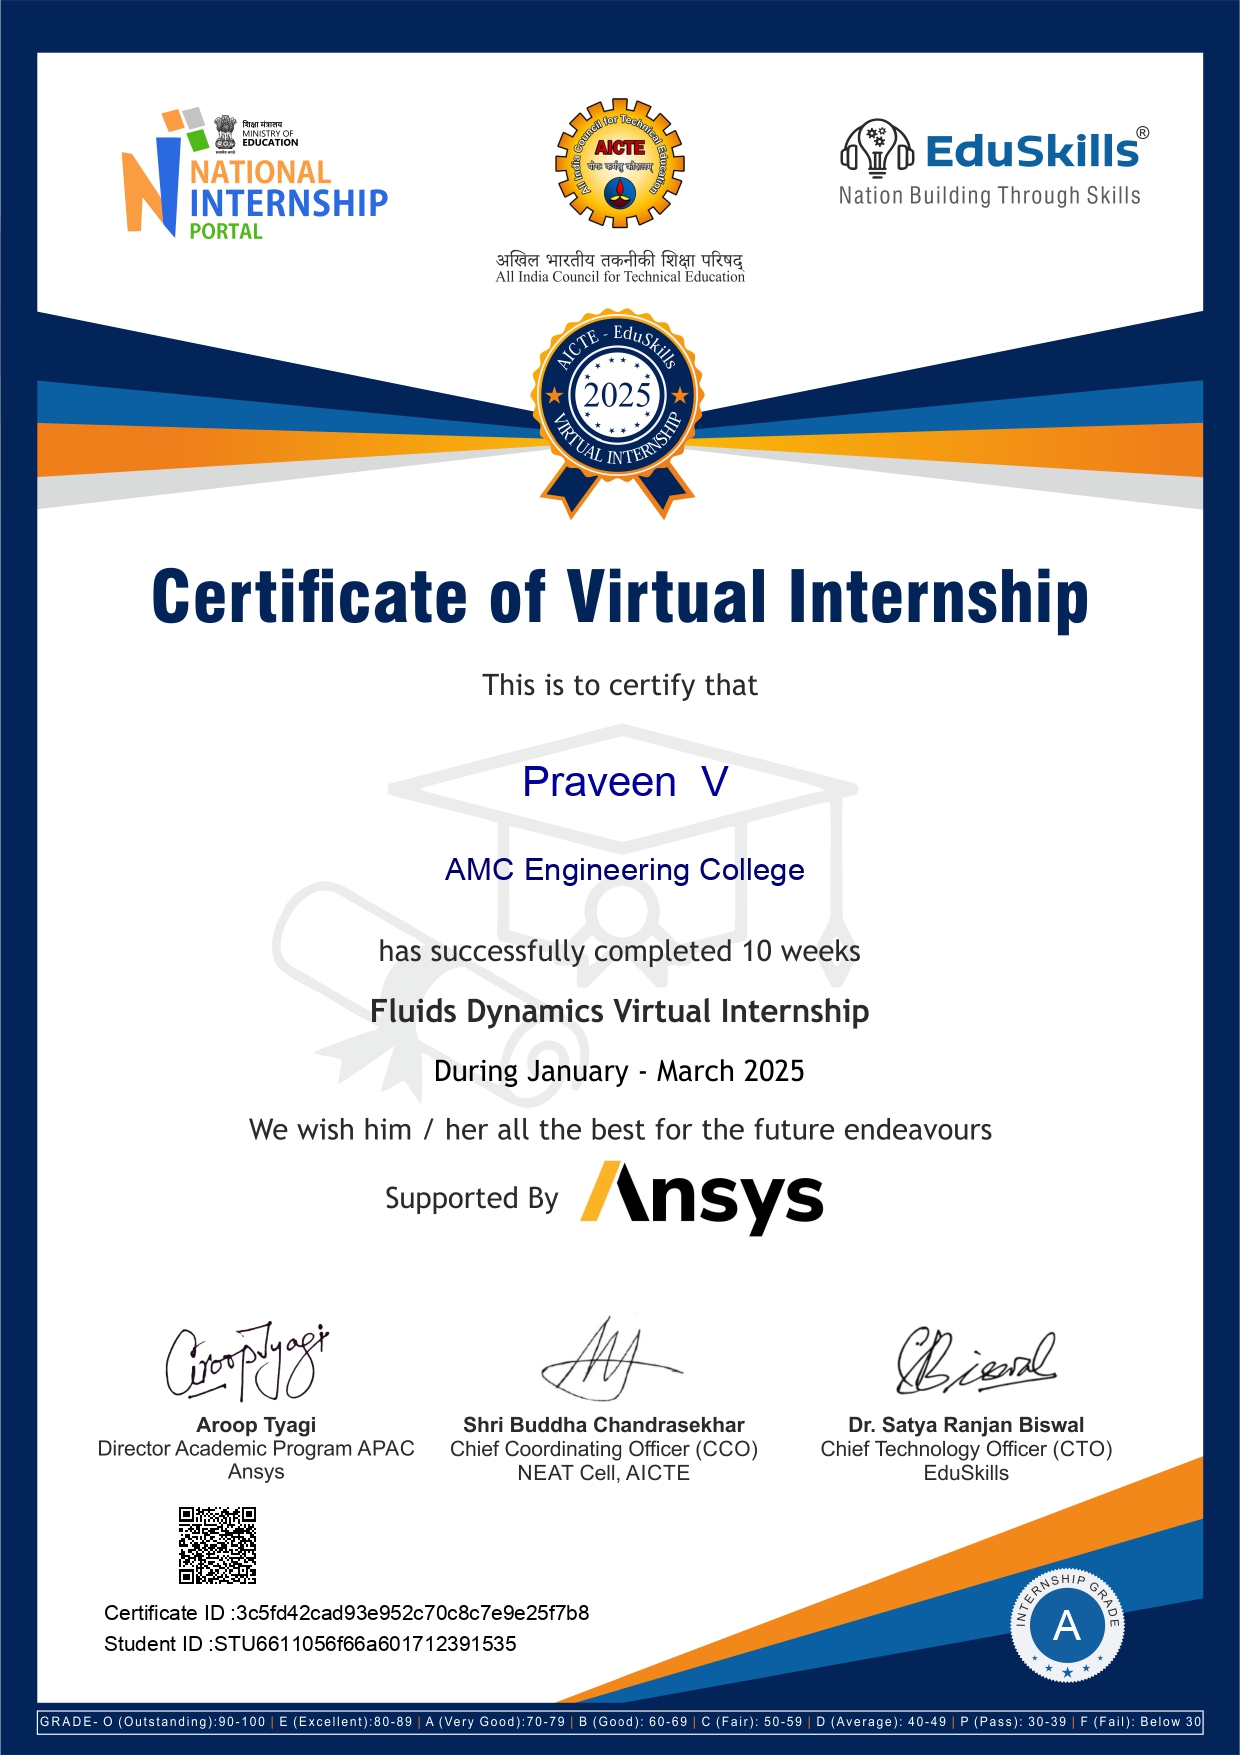 शिक्षा मंत्रालय
MINISTRY OF
EDUCATION
NATIONAL
INTERNSHIP
PORTAL
All India Council for Technical Education
AICTE
योगः कर्मसु कौशलम्
अखिल भारतीय तकनीकी शिक्षा परिषद्
All India Council for Technical Education
EduSkills®
Nation Building Through Skills
AICTE - EduSkills
2025
VIRTUAL INTERNSHIP
Certificate of Virtual Internship
This is to certify that
Praveen V
AMC Engineering College
has successfully completed 10 weeks
Fluids Dynamics Virtual Internship
During January - March 2025
We wish him / her all the best for the future endeavours
Supported By Ansys
Aroop Tyagi
Director Academic Program APAC
Ansys
Shri Buddha Chandrasekhar
Chief Coordinating Officer (CCO)
NEAT Cell, AICTE
Dr. Satya Ranjan Biswal
Chief Technology Officer (CTO)
EduSkills
Certificate ID :3c5fd42cad93e952c70c8c7e9e25f7b8
Student ID :STU6611056f66a601712391535
INTERNSHIP GRADE
A
GRADE- O (Outstanding):90-100 | E (Excellent):80-89 | A (Very Good):70-79 | B (Good): 60-69 | C (Fair): 50-59 | D (Average): 40-49 | P (Pass): 30-39 | F (Fail): Below 30